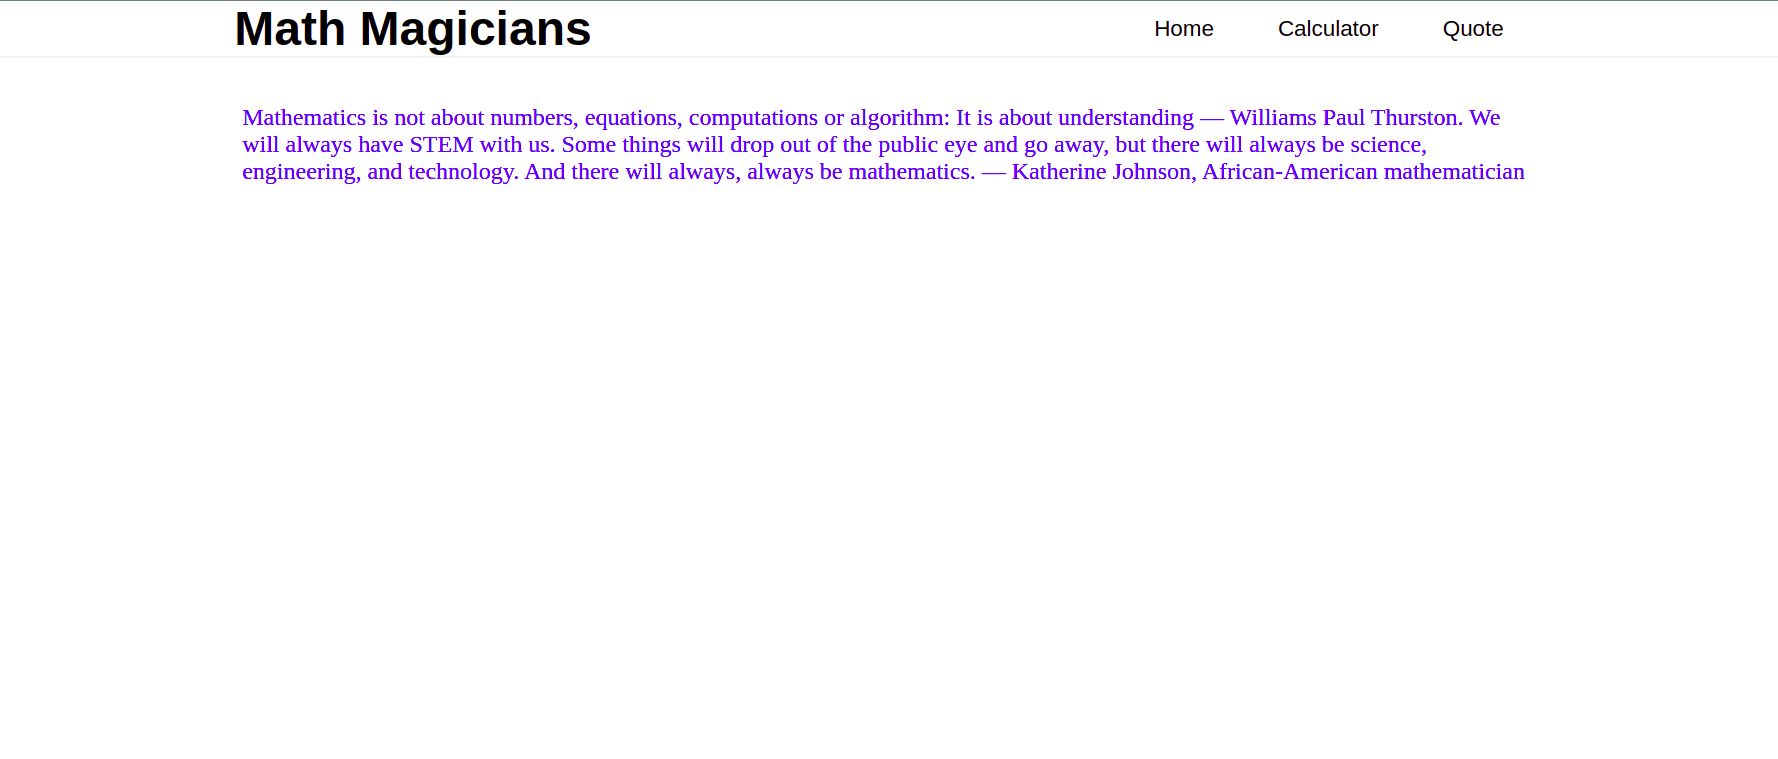 Math Magicians
Home Calculator Quote
Mathematics is not about numbers, equations, computations or algorithm: It is about understanding — Williams Paul Thurston. We
will always have STEM with us. Some things will drop out of the public eye and go away, but there will always be science,
engineering, and technology. And there will always, always be mathematics. — Katherine Johnson, African-American mathematician